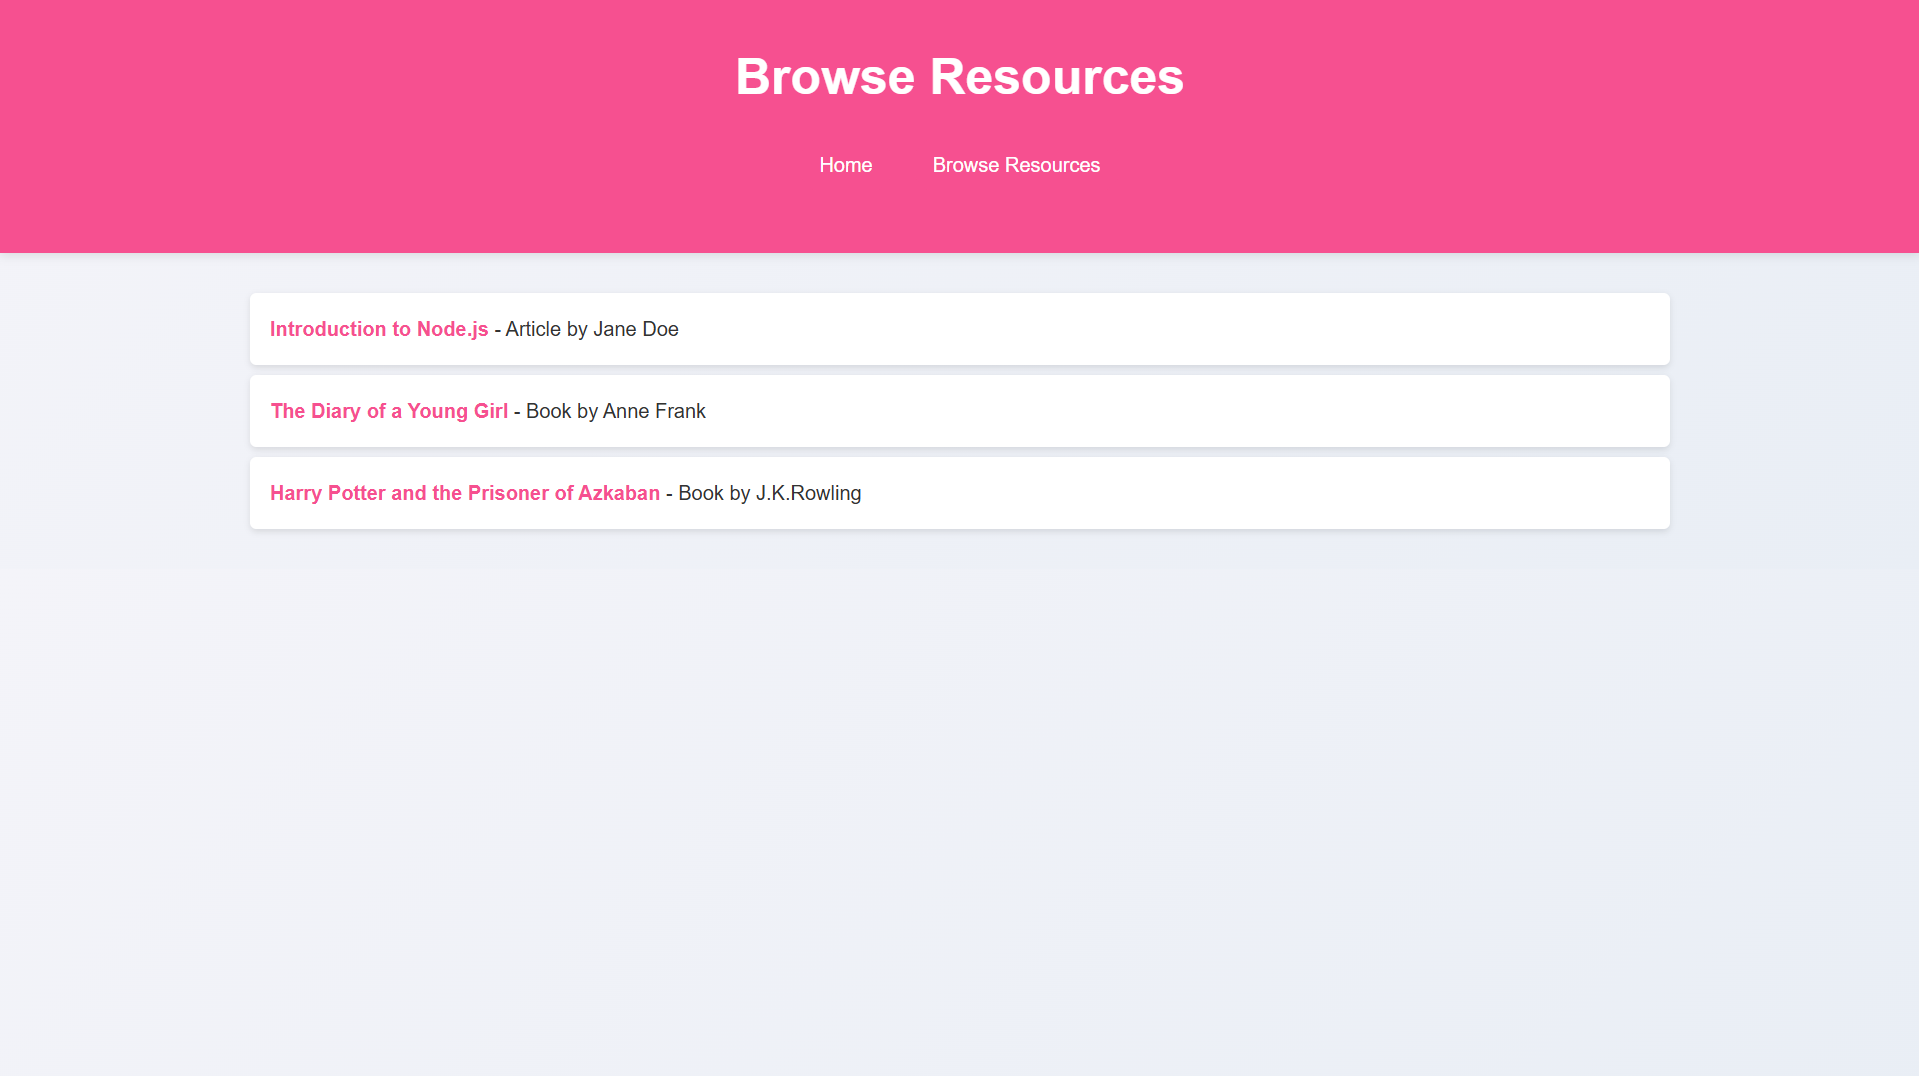 Browse Resources
Home Browse Resources
Introduction to Node.js - Article by Jane Doe
The Diary of a Young Girl - Book by Anne Frank
Harry Potter and the Prisoner of Azkaban - Book by J.K.Rowling